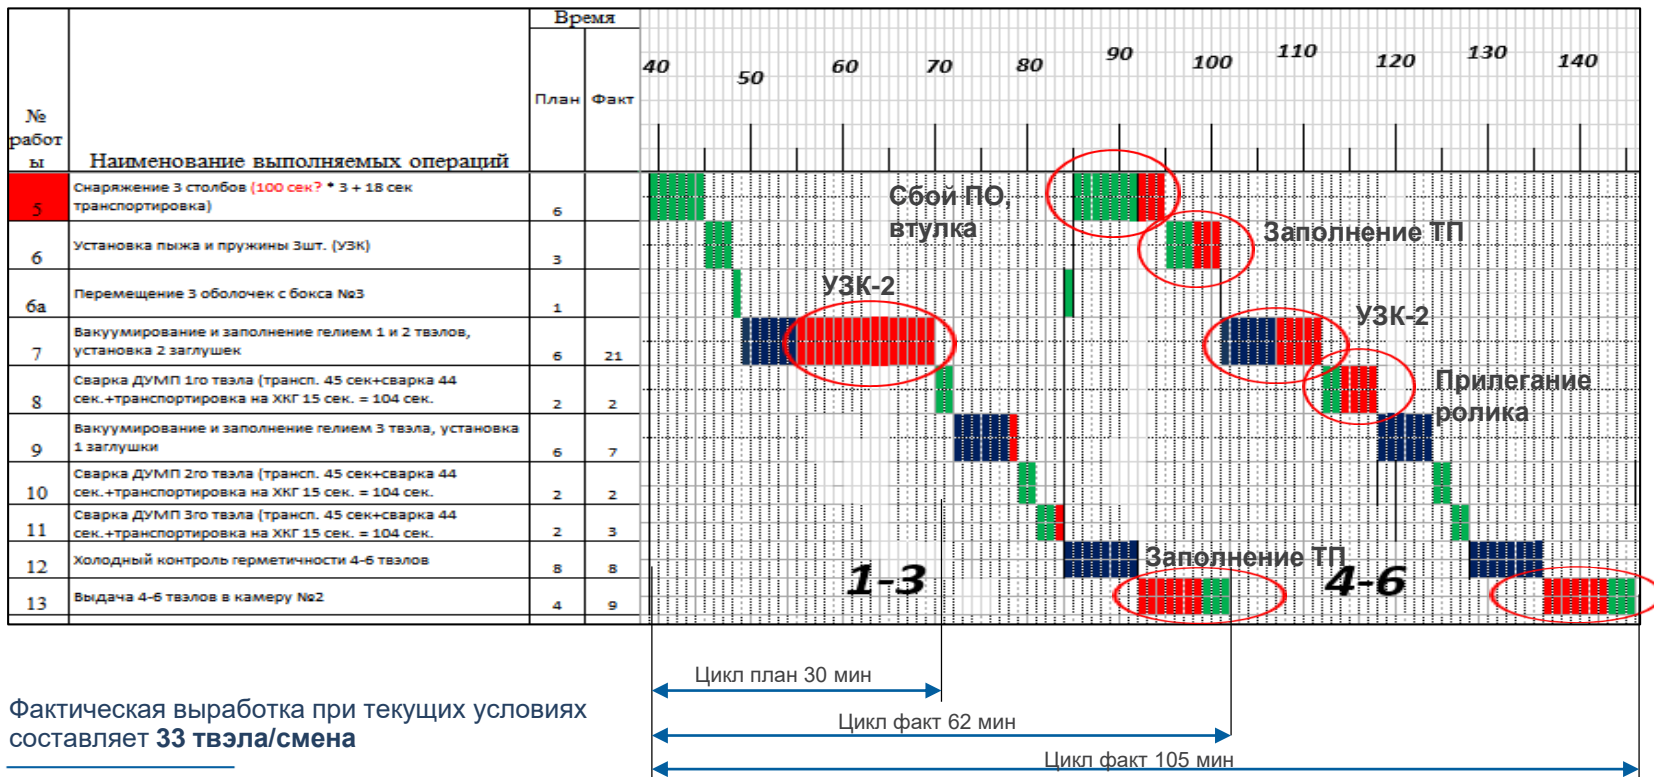 Время
№ работ ы
Наименование выполняемых операций
План
Факт
40 50 60 70 80 90 100 110 120 130 140
5
Снаряжение 3 столбов (100 сек? * 3 + 18 сек
транспортировка)
6
6
Установка пыжа и пружины 3шт. (УЗК)
3
6а
Перемещение 3 оболочек с бокса №3
1
7
Вакуумирование и заполнение гелием 1 и 2 твэлов,
установка 2 заглушек
6 21
8
Сварка ДУМП 1го твэла (трансп. 45 сек+сварка 44
сек.+транспортировка на ХКГ 15 сек. = 104 сек.
2 2
9
Вакуумирование и заполнение гелием 3 твэла, установка
1 заглушки
6 7
10
Сварка ДУМП 2го твэла (трансп. 45 сек+сварка 44
сек.+транспортировка на ХКГ 15 сек. = 104 сек.
2 2
11
Сварка ДУМП 3го твэла (трансп. 45 сек+сварка 44
сек.+транспортировка на ХКГ 15 сек. = 104 сек.
2 3
12
Холодный контроль герметичности 4-6 твэлов
8 8
13
Выдача 4-6 твэлов в камеру №2
4 9
Сбой ПО,
втулка
Заполнение ТП
УЗК-2
УЗК-2
Прилегание
ролика
Заполнение ТП
1-3
4-6
Цикл план 30 мин
Цикл факт 62 мин
Цикл факт 105 мин
Фактическая выработка при текущих условиях
составляет 33 твэла/смена